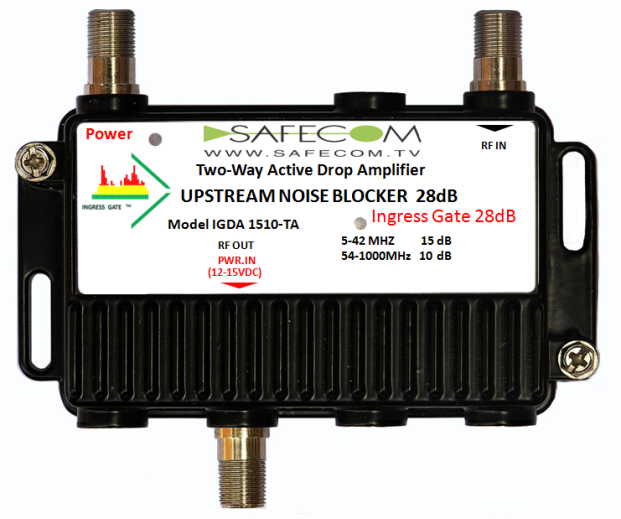 Power
SAFECOM
WWW.SAFECOM.TV
RF IN
Two-Way Active Drop Amplifier
UPSTREAM NOISE BLOCKER 28dB
INGRESS GATE ™
Ingress Gate 28dB
Model IGDA 1510-TA
RF OUT
5-42 MHZ 15 dB
PWR.IN
54-1000MHz 10 dB
(12-15VDC)